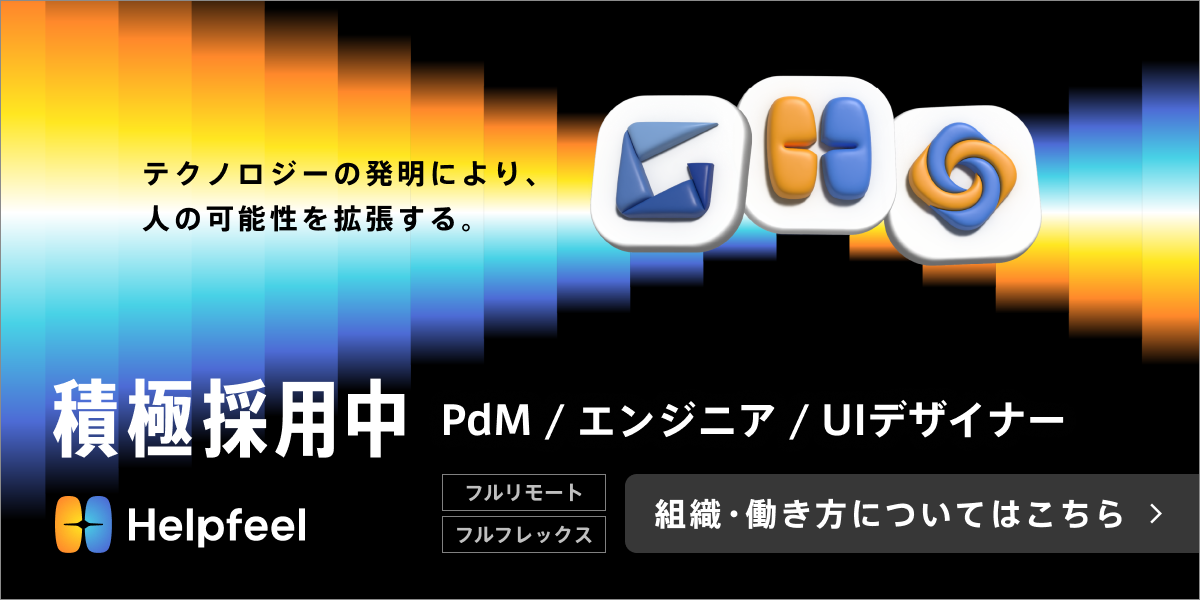 テクノロジーの発明により、
人の可能性を拡張する。
積極採用中
PdM / エンジニア / UIデザイナー
Helpfeel
フルリモート
フルフレックス
組織・働き方についてはこちら